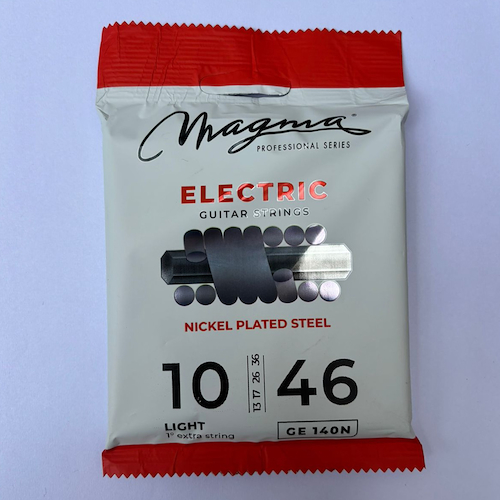 Magma®
PROFESSIONAL SERIES
ELECTRIC
GUITAR STRINGS
NICKEL PLATED STEEL
10 13 17 26 36 46
LIGHT
1º extra string
GE 140N